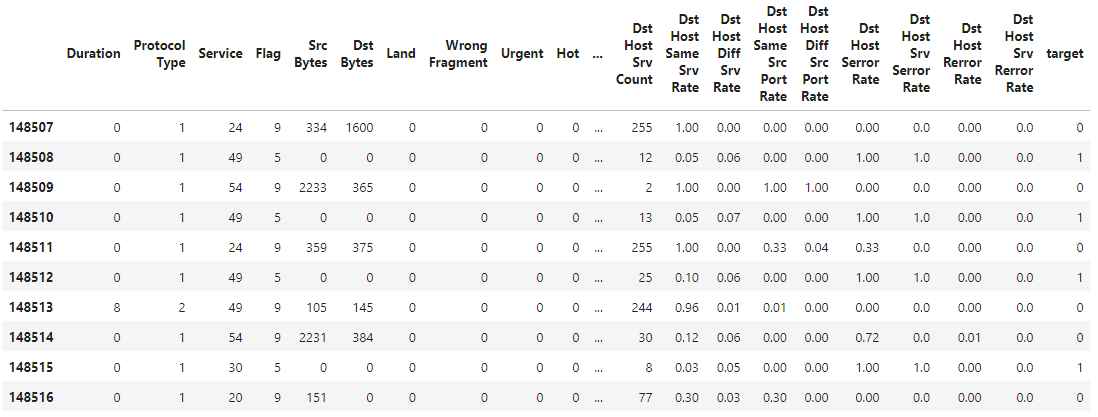 Duration Protocol Type Service Flag Src Bytes Dst Bytes Land Wrong Fragment Urgent Hot ... Dst Host Srv Count Dst Host Same Srv Rate Dst Host Diff Srv Rate Dst Host Same Src Port Rate Dst Host Diff Src Port Rate Dst Host Serror Rate Dst Host Srv Serror Rate Dst Host Rerror Rate Dst Host Srv Rerror Rate target
148507 0 1 24 9 334 1600 0 0 0 0 ... 255 1.00 0.00 0.00 0.00 0.00 0.0 0.00 0.0 0
148508 0 1 49 5 0 0 0 0 0 0 ... 12 0.05 0.06 0.00 0.00 1.00 1.0 0.00 0.0 1
148509 0 1 54 9 2233 365 0 0 0 0 ... 2 1.00 0.00 1.00 1.00 0.00 0.0 0.00 0.0 0
148510 0 1 49 5 0 0 0 0 0 0 ... 13 0.05 0.07 0.00 0.00 1.00 1.0 0.00 0.0 1
148511 0 1 24 9 359 375 0 0 0 0 ... 255 1.00 0.00 0.33 0.04 0.33 0.0 0.00 0.0 0
148512 0 1 49 5 0 0 0 0 0 0 ... 25 0.10 0.06 0.00 0.00 1.00 1.0 0.00 0.0 1
148513 8 2 49 9 105 145 0 0 0 0 ... 244 0.96 0.01 0.01 0.00 0.00 0.0 0.00 0.0 0
148514 0 1 54 9 2231 384 0 0 0 0 ... 30 0.12 0.06 0.00 0.00 0.72 0.0 0.01 0.0 0
148515 0 1 30 5 0 0 0 0 0 0 ... 8 0.03 0.05 0.00 0.00 1.00 1.0 0.00 0.0 1
148516 0 1 20 9 151 0 0 0 0 0 ... 77 0.30 0.03 0.30 0.00 0.00 0.0 0.00 0.0 0